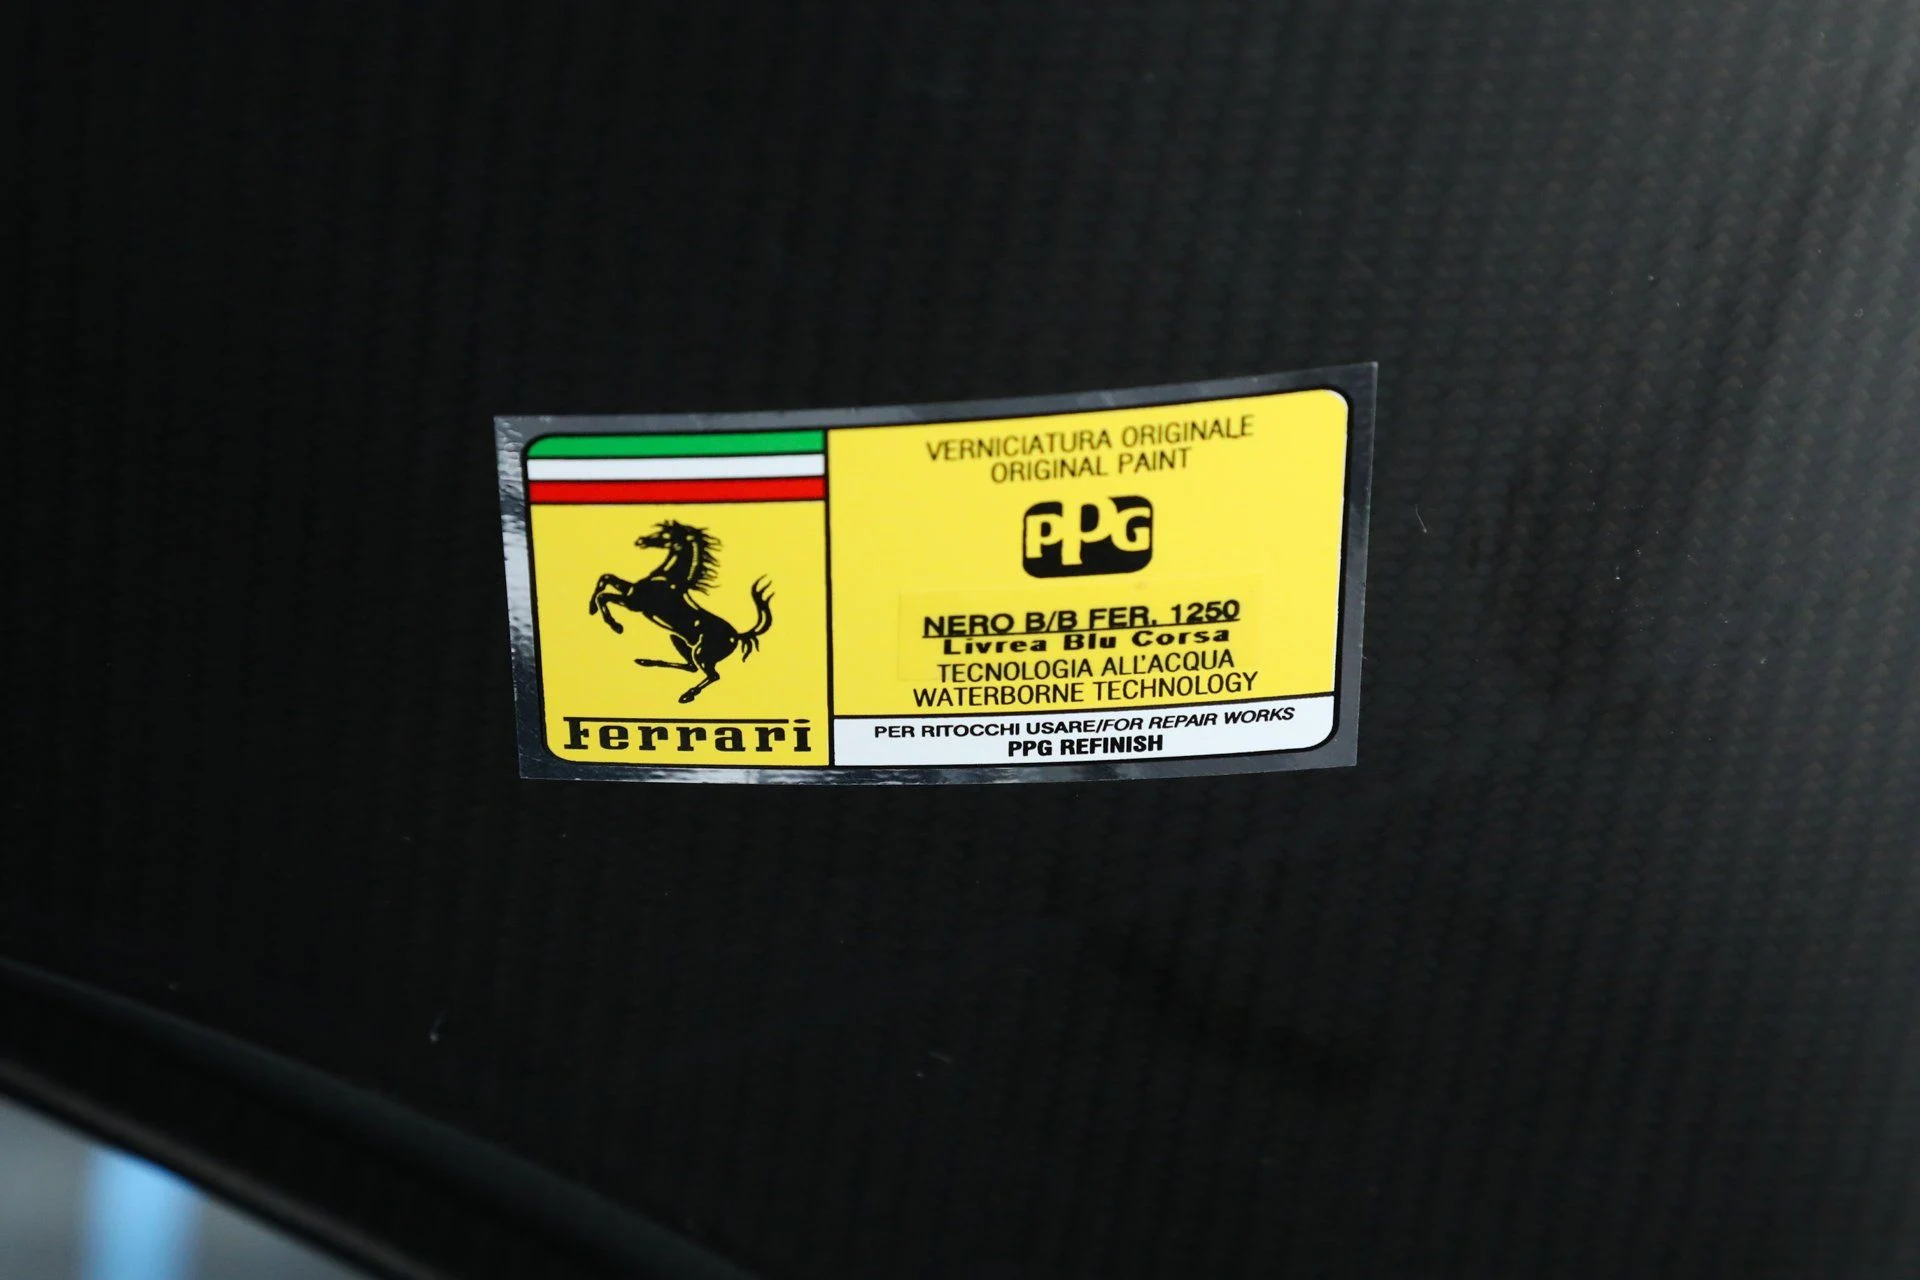 VERNICIATURA ORIGINALE
ORIGINAL PAINT
PPG
NERO B/B FER. 1250
Livrea Blu Corsa
TECNOLOGIA ALL'ACQUA
WATERBORNE TECHNOLOGY
Ferrari
PER RITOCCHI USARE/FOR REPAIR WORKS
PPG REFINISH